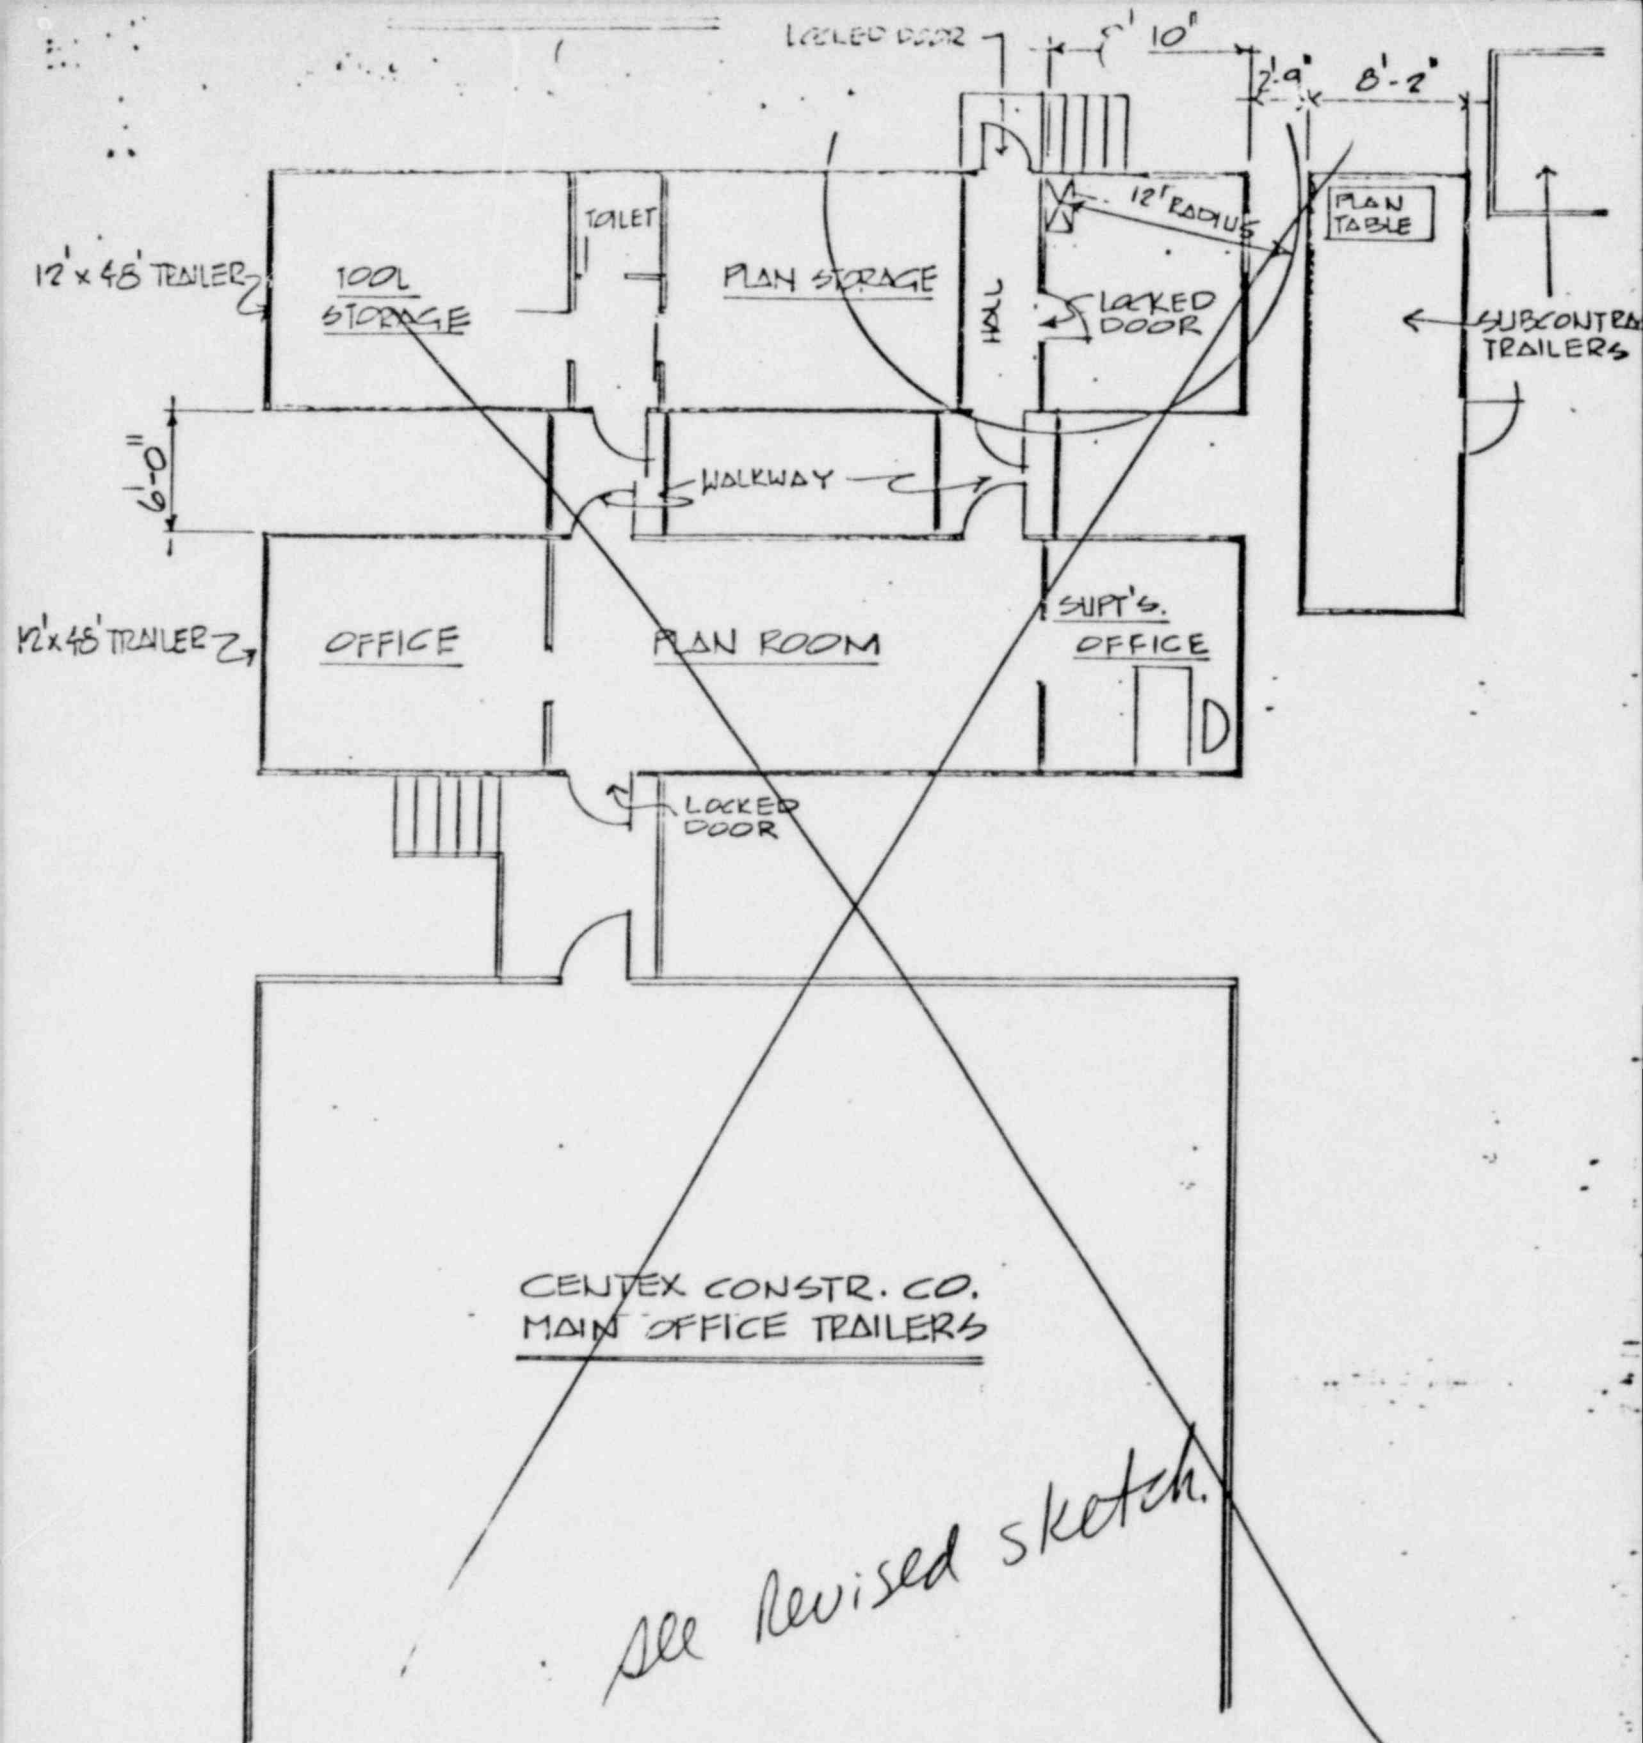 LOCKED DOOR
10"
2'-9"
8'-2"
12' RADIUS
PLAN
TABLE
TOILET
12' x 48' TRAILER
TOOL
STORAGE
PLAN STORAGE
HALL
LOCKED
DOOR
SUBCONTRA
TRAILERS
6'-0"
WALKWAY
12' x 48' TRAILER
OFFICE
PLAN ROOM
SUPT'S.
OFFICE
LOCKED
DOOR
CENTEX CONSTR. CO.
MAIN OFFICE TRAILERS
See Revised sketch.